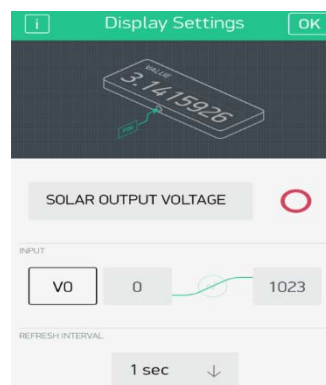 i Display Settings OK
VALUE
3.1415926
PIN
SOLAR OUTPUT VOLTAGE
INPUT
V0 0 1023
REFRESH INTERVAL
1 sec